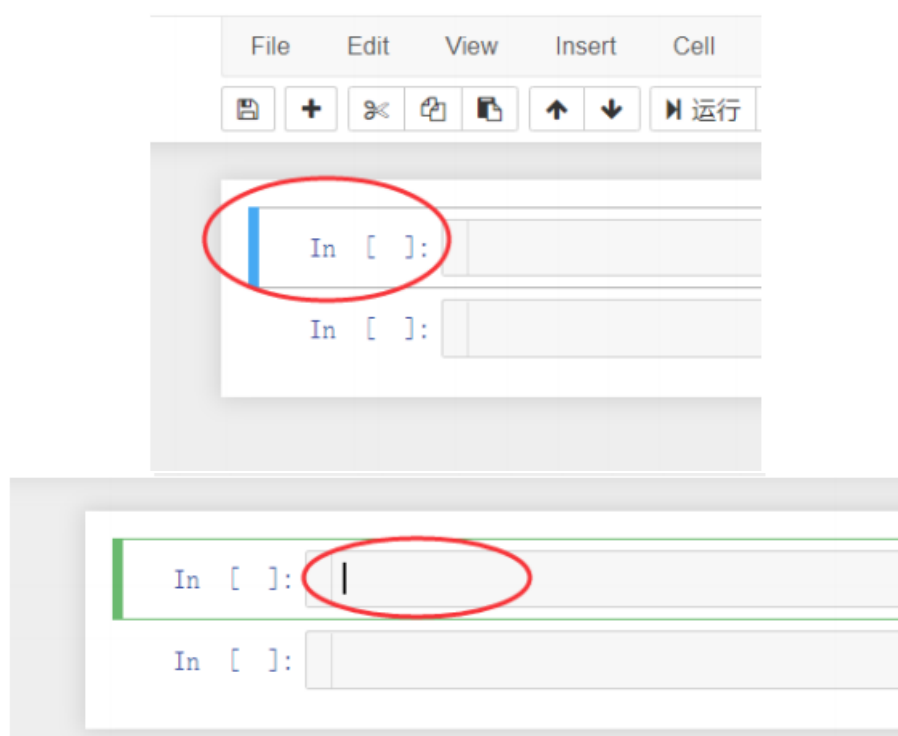 File Edit View Insert Cell
运行
In [ ]:
In [ ]:
In [ ]:
In [ ]: